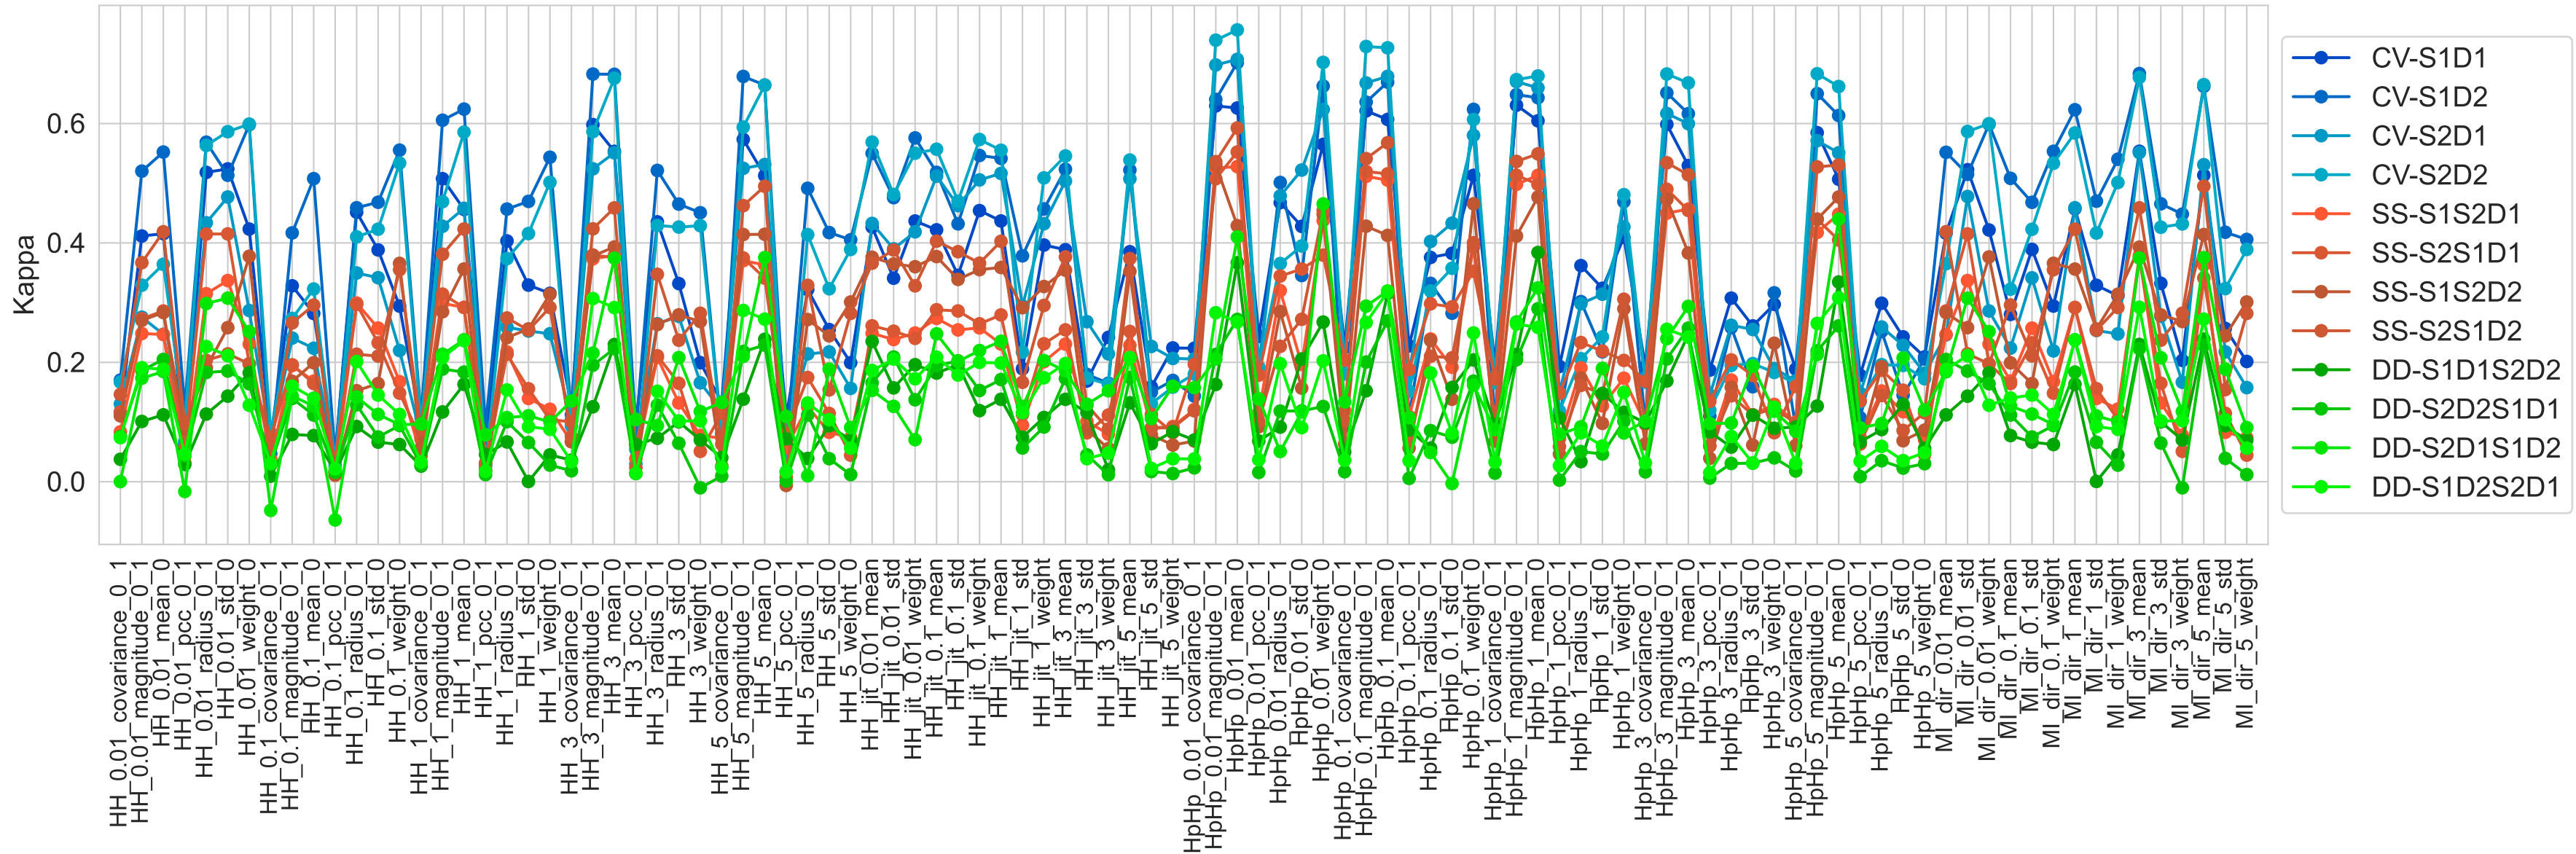 Kappa
0.6
0.4
0.2
0.0
HH_0.01_covariance_0_1
HH_0.01_magnitude_0_1
HH_0.01_mean_0
HH_0.01_pcc_0_1
HH_0.01_radius_0_1
HH_0.01_std_0
HH_0.01_weight_0
HH_0.1_covariance_0_1
HH_0.1_magnitude_0_1
HH_0.1_mean_0
HH_0.1_pcc_0_1
HH_0.1_radius_0_1
HH_0.1_std_0
HH_0.1_weight_0
HH_1_covariance_0_1
HH_1_magnitude_0_1
HH_1_mean_0
HH_1_pcc_0_1
HH_1_radius_0_1
HH_1_std_0
HH_1_weight_0
HH_3_covariance_0_1
HH_3_magnitude_0_1
HH_3_mean_0
HH_3_pcc_0_1
HH_3_radius_0_1
HH_3_std_0
HH_3_weight_0
HH_5_covariance_0_1
HH_5_magnitude_0_1
HH_5_mean_0
HH_5_pcc_0_1
HH_5_radius_0_1
HH_5_std_0
HH_5_weight_0
HH_jit_0.01_mean
HH_jit_0.01_std
HH_jit_0.01_weight
HH_jit_0.1_mean
HH_jit_0.1_std
HH_jit_0.1_weight
HH_jit_1_mean
HH_jit_1_std
HH_jit_1_weight
HH_jit_3_mean
HH_jit_3_std
HH_jit_3_weight
HH_jit_5_mean
HH_jit_5_std
HH_jit_5_weight
HpHp_0.01_covariance_0_1
HpHp_0.01_magnitude_0_1
HpHp_0.01_mean_0
HpHp_0.01_pcc_0_1
HpHp_0.01_radius_0_1
HpHp_0.01_std_0
HpHp_0.01_weight_0
HpHp_0.1_covariance_0_1
HpHp_0.1_magnitude_0_1
HpHp_0.1_mean_0
HpHp_0.1_pcc_0_1
HpHp_0.1_radius_0_1
HpHp_0.1_std_0
HpHp_0.1_weight_0
HpHp_1_covariance_0_1
HpHp_1_magnitude_0_1
HpHp_1_mean_0
HpHp_1_pcc_0_1
HpHp_1_radius_0_1
HpHp_1_std_0
HpHp_1_weight_0
HpHp_3_covariance_0_1
HpHp_3_magnitude_0_1
HpHp_3_mean_0
HpHp_3_pcc_0_1
HpHp_3_radius_0_1
HpHp_3_std_0
HpHp_3_weight_0
HpHp_5_covariance_0_1
HpHp_5_magnitude_0_1
HpHp_5_mean_0
HpHp_5_pcc_0_1
HpHp_5_radius_0_1
HpHp_5_std_0
HpHp_5_weight_0
MI_dir_0.01_mean
MI_dir_0.01_std
MI_dir_0.01_weight
MI_dir_0.1_mean
MI_dir_0.1_std
MI_dir_0.1_weight
MI_dir_1_mean
MI_dir_1_std
MI_dir_1_weight
MI_dir_3_mean
MI_dir_3_std
MI_dir_3_weight
MI_dir_5_mean
MI_dir_5_std
MI_dir_5_weight
CV-S1D1
CV-S1D2
CV-S2D1
CV-S2D2
SS-S1S2D1
SS-S2S1D1
SS-S1S2D2
SS-S2S1D2
DD-S1D1S2D2
DD-S2D2S1D1
DD-S2D1S1D2
DD-S1D2S2D1